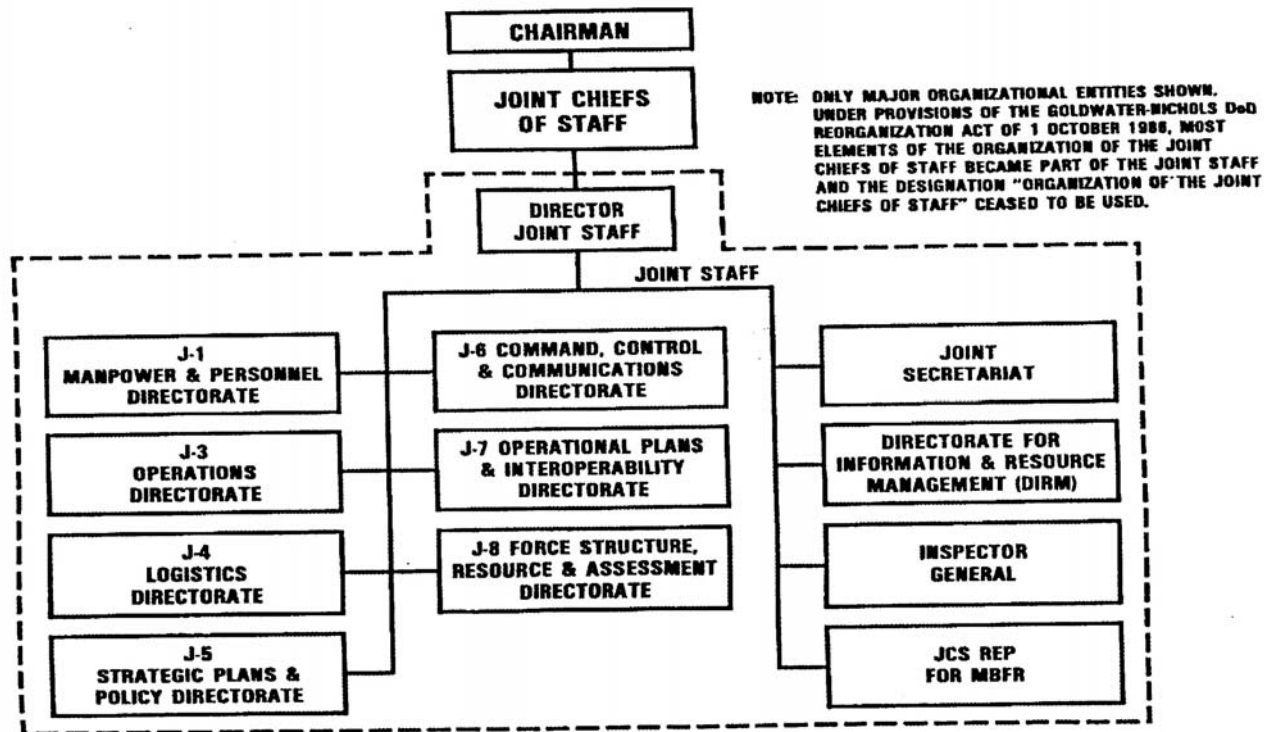 CHAIRMAN
JOINT CHIEFS
OF STAFF
NOTE: ONLY MAJOR ORGANIZATIONAL ENTITIES SHOWN.
UNDER PROVISIONS OF THE GOLDWATER-NICHOLS DoD
REORGANIZATION ACT OF 1 OCTOBER 1986, MOST
ELEMENTS OF THE ORGANIZATION OF THE JOINT
CHIEFS OF STAFF BECAME PART OF THE JOINT STAFF
AND THE DESIGNATION "ORGANIZATION OF THE JOINT
CHIEFS OF STAFF" CEASED TO BE USED.
DIRECTOR
JOINT STAFF
JOINT STAFF
J-1
MANPOWER & PERSONNEL
DIRECTORATE
J-3
OPERATIONS
DIRECTORATE
J-4
LOGISTICS
DIRECTORATE
J-5
STRATEGIC PLANS &
POLICY DIRECTORATE
J-6 COMMAND, CONTROL
& COMMUNICATIONS
DIRECTORATE
J-7 OPERATIONAL PLANS
& INTEROPERABILITY
DIRECTORATE
J-8 FORCE STRUCTURE,
RESOURCE & ASSESSMENT
DIRECTORATE
JOINT
SECRETARIAT
DIRECTORATE FOR
INFORMATION & RESOURCE
MANAGEMENT (DIRM)
INSPECTOR
GENERAL
JCS REP
FOR MBFR